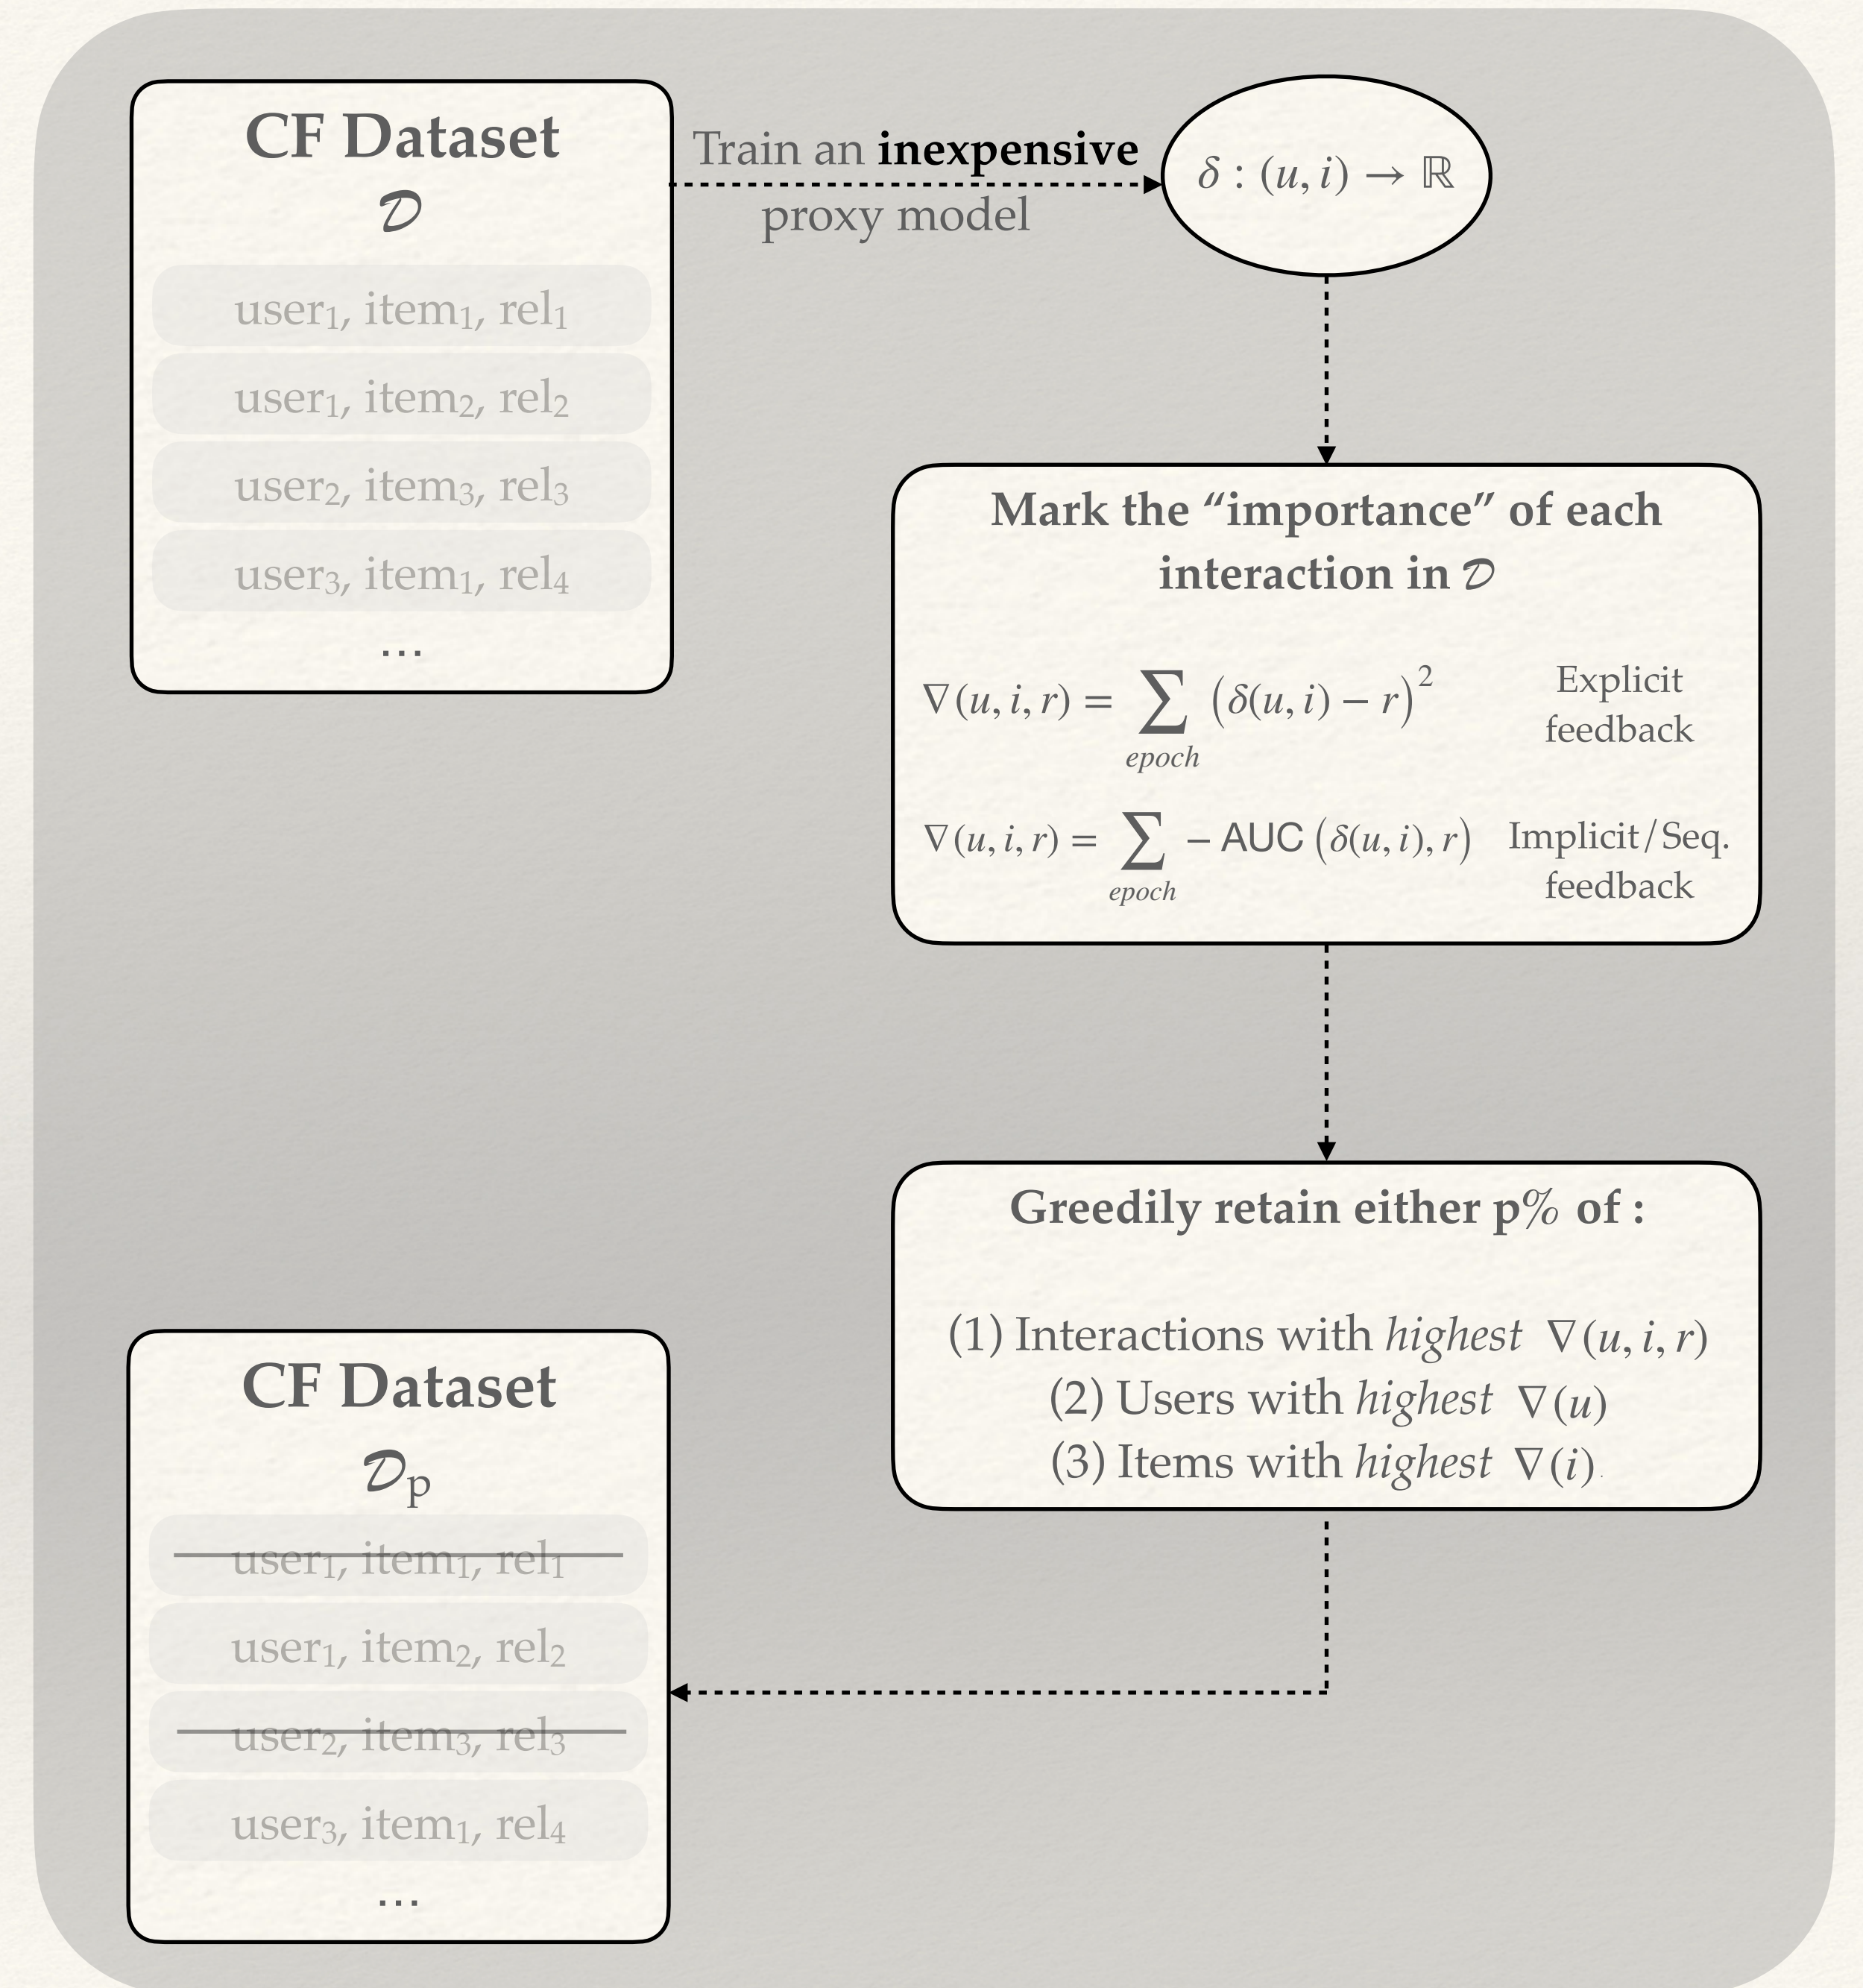 CF Dataset
𝒟
user₁, item₁, rel₁
user₁, item₂, rel₂
user₂, item₃, rel₃
user₃, item₁, rel₄
...
Train an inexpensive
proxy model
δ : (u, i) → ℝ
Mark the “importance” of each
interaction in 𝒟
∇(u, i, r) = ∑ (δ(u, i) − r)²
epoch
Explicit
feedback
∇(u, i, r) = ∑ − AUC (δ(u, i), r)
epoch
Implicit/Seq.
feedback
Greedily retain either p% of :
(1) Interactions with highest ∇(u, i, r)
(2) Users with highest ∇(u)
(3) Items with highest ∇(i).
CF Dataset
𝒟p
user₁, item₁, rel₁
user₁, item₂, rel₂
user₂, item₃, rel₃
user₃, item₁, rel₄
...